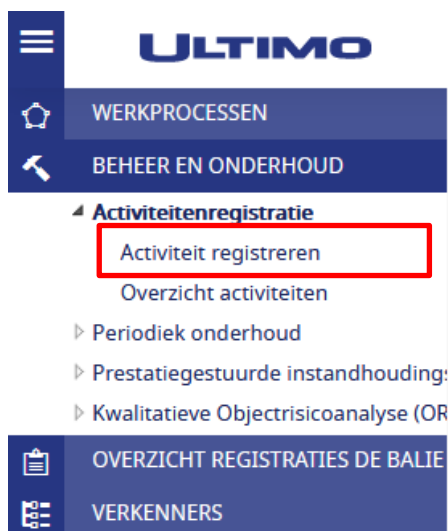 ULTIMO
WERKPROCESSEN
BEHEER EN ONDERHOUD
Activiteitenregistratie
Activiteit registreren
Overzicht activiteiten
Periodiek onderhoud
Prestatiegestuurde instandhoudings
Kwalitatieve Objectrisicoanalyse (OR
OVERZICHT REGISTRATIES DE BALIE
VERKENNERS